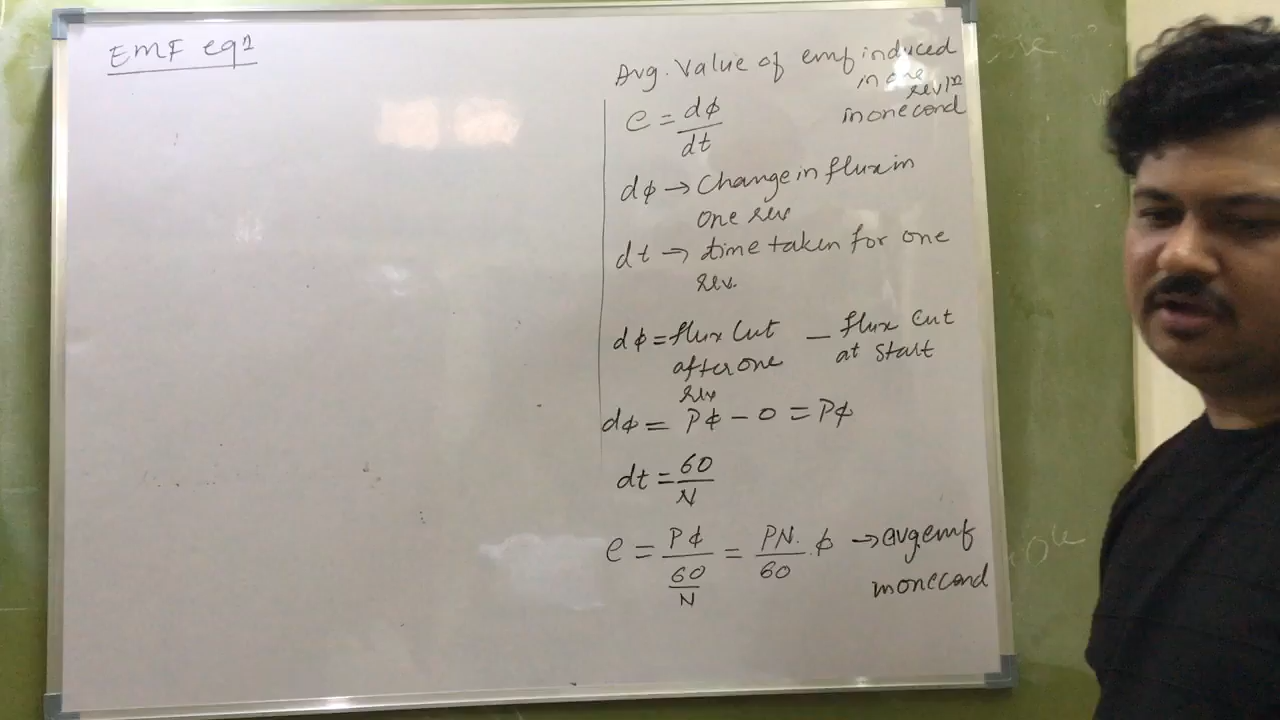 EMF eqn
Avg. Value of emf induced
in one
rev in
in one cond
e = dϕ/dt
dϕ → Change in flux in
one rev
dt → time taken for one
rev.
dϕ = flux cut after one rev – flux cut at start
dϕ = Pϕ – 0 = Pϕ
dt = 60/N
e = Pϕ/(60/N) = PN/60 . ϕ → avg emf
in one cond